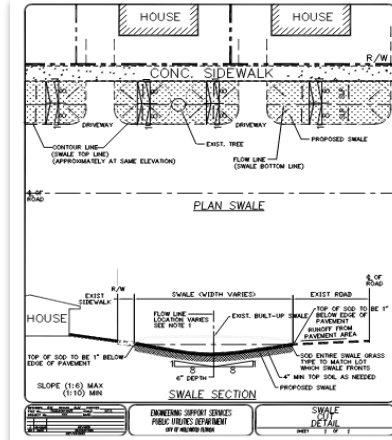 HOUSE
HOUSE
R/W
CONC. SIDEWALK
DRIVEWAY
DRIVEWAY
CONTOUR LINE
(SWALE TOP LINE)
(APPROXIMATELY AT SAME ELEVATION)
EXIST. TREE
PROPOSED SWALE
FLOW LINE
(SWALE BOTTOM LINE)
℄ OF
ROAD
PLAN SWALE
℄ OF
ROAD
R/W
EXIST
SIDEWALK
SWALE (WIDTH VARIES)
EXIST ROAD
HOUSE
FLOW LINE
LOCATION VARIES
SEE NOTE 1
EXIST. BUILT-UP SWALE
TOP OF SOD TO BE 1"
BELOW EDGE OF
PAVEMENT
RUNOFF FROM
PAVEMENT AREA
TOP OF SOD TO BE 1" BELOW
EDGE OF PAVEMENT
SOD ENTIRE SWALE GRASS
TYPE TO MATCH LOT
WHICH SWALE FRONTS
6" DEPTH
4" MIN TOP SOIL AS NEEDED
PROPOSED SWALE
SLOPE (1:6) MAX
(1:10) MIN
SWALE SECTION
ENGINEERING SUPPORT SERVICES
PUBLIC UTILITIES DEPARTMENT
CITY OF HOLLYWOOD FLORIDA
SWALE
CUT
DETAIL